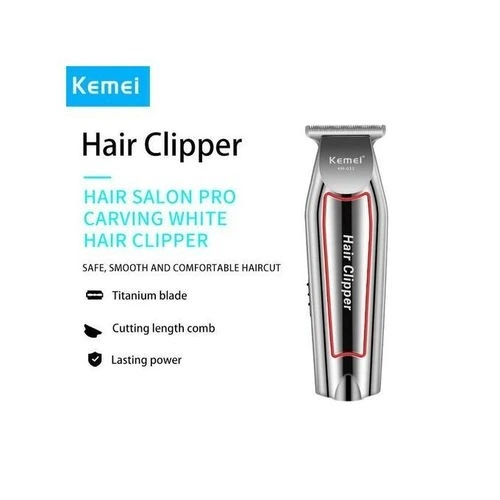 Kemei
Hair Clipper
HAIR SALON PRO
CARVING WHITE
HAIR CLIPPER
SAFE, SMOOTH AND COMFORTABLE HAIRCUT
Titanium blade
Cutting length comb
Lasting power
Kemei
Hair Clipper